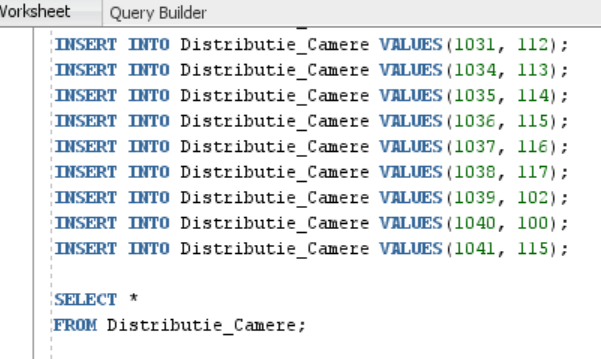 Worksheet Query Builder
INSERT INTO Distributie_Camere VALUES(1031, 112);
INSERT INTO Distributie_Camere VALUES(1034, 113);
INSERT INTO Distributie_Camere VALUES(1035, 114);
INSERT INTO Distributie_Camere VALUES(1036, 115);
INSERT INTO Distributie_Camere VALUES(1037, 116);
INSERT INTO Distributie_Camere VALUES(1038, 117);
INSERT INTO Distributie_Camere VALUES(1039, 102);
INSERT INTO Distributie_Camere VALUES(1040, 100);
INSERT INTO Distributie_Camere VALUES(1041, 115);
SELECT *
FROM Distributie_Camere;